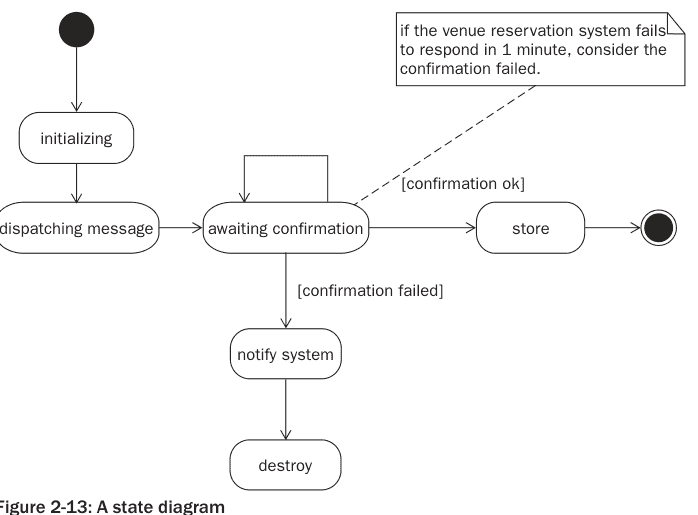 if the venue reservation system fails
to respond in 1 minute, consider the
confirmation failed.
initializing
[confirmation ok]
dispatching message
awaiting confirmation
store
[confirmation failed]
notify system
destroy
Figure 2-13: A state diagram